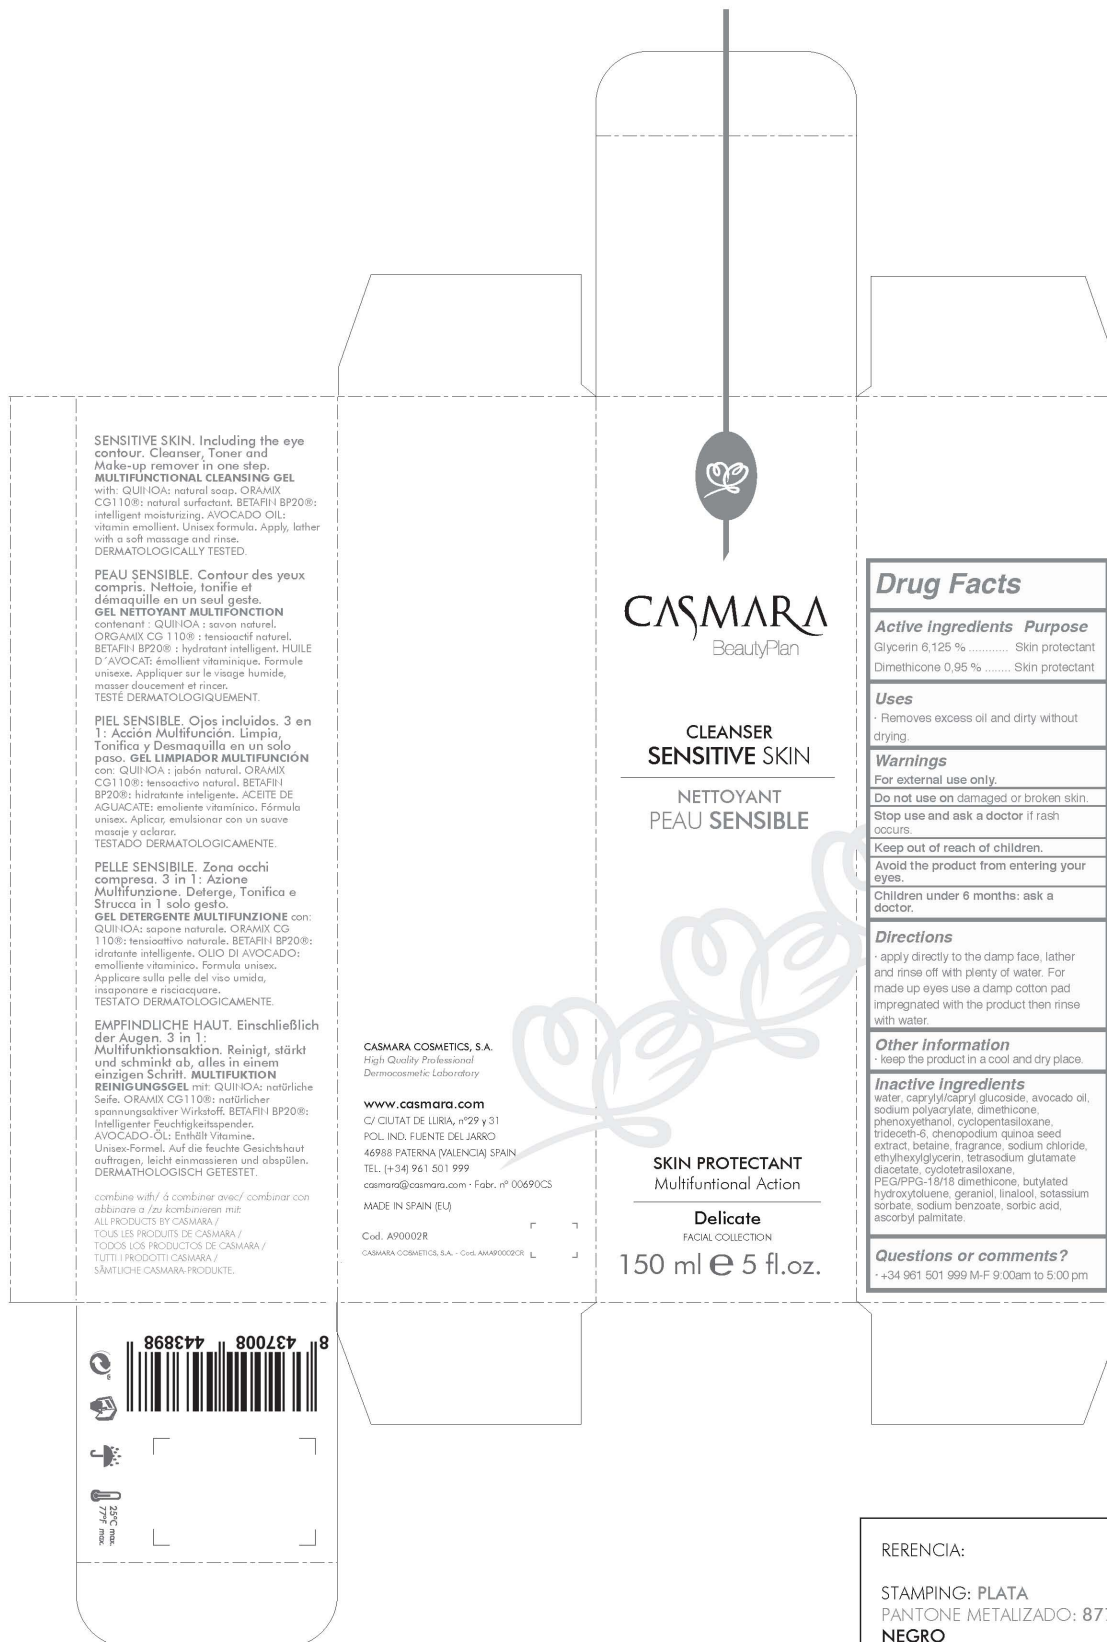 SENSITIVE SKIN. Including the eye
contour. Cleanser, Toner and
Make-up remover in one step.
MULTIFUNCTIONAL CLEANSING GEL
with: QUINOA: natural soap. ORAMIX
CG110®: natural surfactant. BETAFIN BP20®:
intelligent moisturizing. AVOCADO OIL:
vitamin emollient. Unisex formula. Apply, lather
with a soft massage and rinse.
DERMATOLOGICALLY TESTED.
PEAU SENSIBLE. Contour des yeux
compris. Nettoie, tonifie et
démaquille en un seul geste.
GEL NETTOYANT MULTIFONCTION
contenant : QUINOA : savon naturel.
ORGAMIX CG 110® : tensioactif naturel.
BETAFIN BP20® : hydratant intelligent. HUILE
D´AVOCAT: émollient vitaminique. Formule
unisexe. Appliquer sur le visage humide,
masser doucement et rincer.
TESTÉ DERMATOLOGIQUEMENT.
PIEL SENSIBLE. Ojos incluidos. 3 en
1: Acción Multifunción. Limpia,
Tonifica y Desmaquilla en un solo
paso. GEL LIMPIADOR MULTIFUNCIÓN
con: QUINOA : jabón natural. ORAMIX
CG110®: tensoactivo natural. BETAFIN
BP20®: hidratante inteligente. ACEITE DE
AGUACATE: emoliente vitamínico. Fórmula
unisex. Aplicar, emulsionar con un suave
masaje y aclarar.
TESTADO DERMATOLOGICAMENTE.
PELLE SENSIBILE. Zona occhi
compresa. 3 in 1: Azione
Multifunzione. Deterge, Tonifica e
Strucca in 1 solo gesto.
GEL DETERGENTE MULTIFUNZIONE con:
QUINOA: sapone naturale. ORAMIX CG
110®: tensioattivo naturale. BETAFIN BP20®:
idratante intelligente. OLIO DI AVOCADO:
emolliente vitaminico. Formula unisex.
Applicare sulla pelle del viso umida,
insaponare e risciacquare.
TESTATO DERMATOLOGICAMENTE.
EMPFINDLICHE HAUT. Einschließlich
der Augen. 3 in 1:
Multifunktionsaktion. Reinigt, stärkt
und schminkt ab, alles in einem
einzigen Schritt. MULTIFUKTION
REINIGUNGSGEL mit: QUINOA: natürliche
Seife. ORAMIX CG110®: natürlicher
spannungsaktiver Wirkstoff. BETAFIN BP20®:
Intelligenter Feuchtigkeitsspender.
AVOCADO-ÖL: Enthält Vitamine.
Unisex-Formel. Auf die feuchte Gesichtshaut
auftragen, leicht einmassieren und abspülen.
DERMATHOLOGISCH GETESTET.
combine with/ á combiner avec/ combinar con
abbinare a /zu kombinieren mit:
ALL PRODUCTS BY CASMARA /
TOUS LES PRODUITS DE CASMARA /
TODOS LOS PRODUCTOS DE CASMARA /
TUTTI I PRODOTTI CASMARA /
SÄMTLICHE CASMARA-PRODUKTE.
8 437008 443898
25ºC max.
77ºF max.
CASMARA COSMETICS, S.A.
High Quality Professional
Dermocosmetic Laboratory
www.casmara.com
C/ CIUTAT DE LLIRIA, nº29 y 31
POL. IND. FUENTE DEL JARRO
46988 PATERNA (VALENCIA) SPAIN
TEL. (+34) 961 501 999
casmara@casmara.com · Fabr. nº 00690CS
MADE IN SPAIN (EU)
Cod. A90002R
CASMARA COSMETICS, S.A. - Cod. AMA90002CR
CASMARA
BeautyPlan
CLEANSER
SENSITIVE SKIN
NETTOYANT
PEAU SENSIBLE
SKIN PROTECTANT
Multifuntional Action
Delicate
FACIAL COLLECTION
150 ml e 5 fl.oz.
Drug Facts
Active ingredients Purpose
Glycerin 6,125 % ............ Skin protectant
Dimethicone 0,95 % ........ Skin protectant
Uses
· Removes excess oil and dirty without
drying.
Warnings
For external use only.
Do not use on damaged or broken skin.
Stop use and ask a doctor if rash
occurs.
Keep out of reach of children.
Avoid the product from entering your
eyes.
Children under 6 months: ask a
doctor.
Directions
· apply directly to the damp face, lather
and rinse off with plenty of water. For
made up eyes use a damp cotton pad
impregnated with the product then rinse
with water.
Other information
· keep the product in a cool and dry place.
Inactive ingredients
water, caprylyl/capryl glucoside, avocado oil,
sodium polyacrylate, dimethicone,
phenoxyethanol, cyclopentasiloxane,
trideceth-6, chenopodium quinoa seed
extract, betaine, fragrance, sodium chloride,
ethylhexylglycerin, tetrasodium glutamate
diacetate, cyclotetrasiloxane,
PEG/PPG-18/18 dimethicone, butylated
hydroxytoluene, geraniol, linalool, sotassium
sorbate, sodium benzoate, sorbic acid,
ascorbyl palmitate.
Questions or comments?
· +34 961 501 999 M-F 9:00am to 5:00 pm
RERENCIA:
STAMPING: PLATA
PANTONE METALIZADO: 877
NEGRO